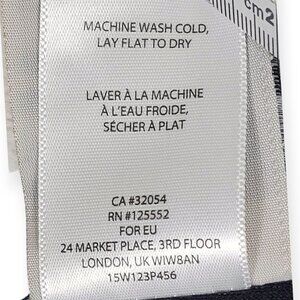 MACHINE WASH COLD,
LAY FLAT TO DRY
LAVER À LA MACHINE
À L'EAU FROIDE,
SÉCHER À PLAT
CA #32054
RN #125552
FOR EU
24 MARKET PLACE, 3RD FLOOR
LONDON, UK WIW8AN
15W123P456
cm2